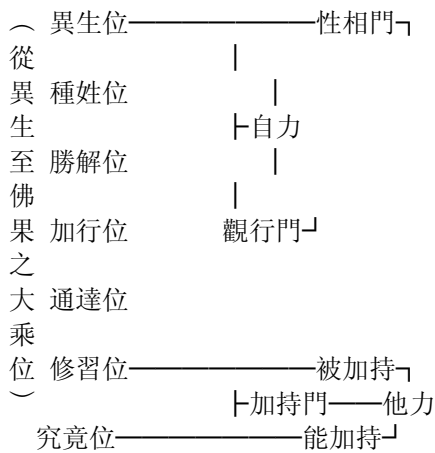 ︵ 異生位───────性相門┐
從 │
異 種姓位 │
生 ├自力
至 勝解位 │
佛 │
果 加行位 觀行門┘
之
大 通達位
乘
位 修習位───────被加持┐
︶ ├加持門──他力
究竟位───────能加持┘